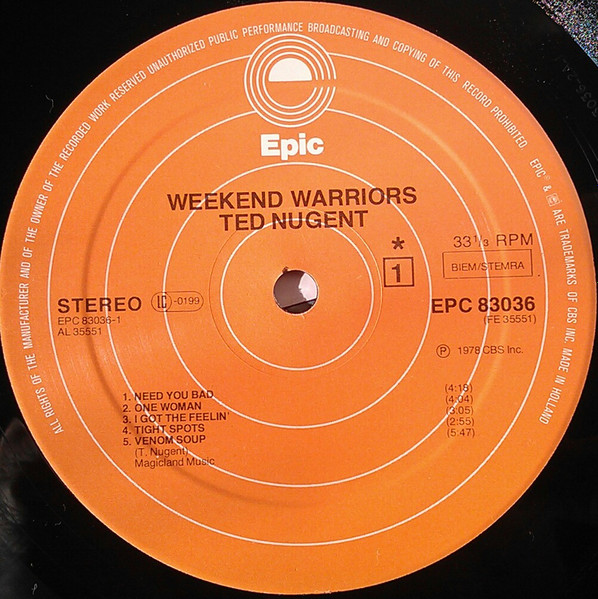 ALL RIGHTS OF THE MANUFACTURER AND OF THE OWNER OF THE RECORDED WORK RESERVED UNAUTHORIZED PUBLIC PERFORMANCE BROADCASTING AND COPYING OF THIS RECORD PROHIBITED EPIC® & ARE TRADEMARKS OF CBS INC. MADE IN HOLLAND
Epic
WEEKEND WARRIORS
TED NUGENT
*
1
33 1/3 RPM
BIEM/STEMRA
STEREO LC -0199
EPC 83036-1
AL 35551
EPC 83036
(FE 35551)
Ⓟ 1978 CBS Inc.
1. NEED YOU BAD (4:18)
2. ONE WOMAN (4:04)
3. I GOT THE FEELIN' (3:05)
4. TIGHT SPOTS (2:55)
5. VENOM SOUP (5:47)
(T. Nugent)
Magicland Music